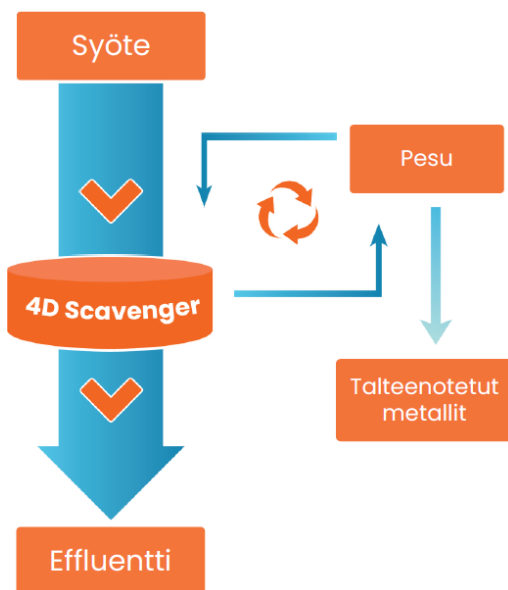 Syöte
Pesu
4D Scavenger
Talteenotetut
metallit
Effluentti